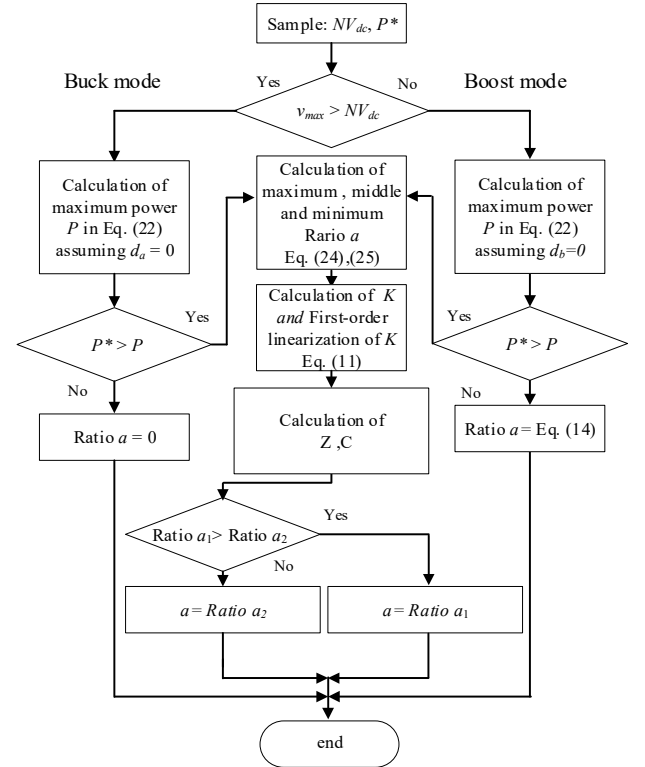 Sample: NVdc, P*
Buck mode
Yes
No
Boost mode
vmax > NVdc
Calculation of
maximum power
P in Eq. (22)
assuming da = 0
Calculation of
maximum , middle
and minimum
Rario a
Eq. (24),(25)
Calculation of
maximum power
P in Eq. (22)
assuming db=0
Yes
P* > P
No
Calculation of K
and First-order
linearization of K
Eq. (11)
Yes
P* > P
No
Ratio a = 0
Calculation of
Z ,C
Ratio a = Eq. (14)
Ratio a1> Ratio a2
Yes
No
a = Ratio a2
a = Ratio a1
end